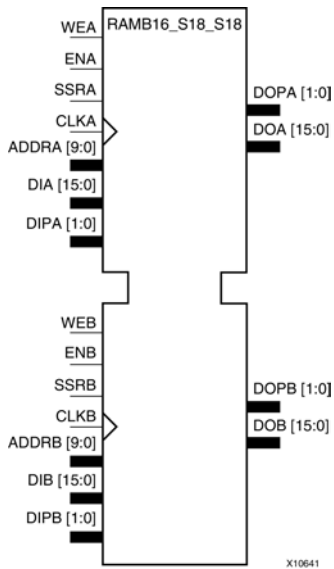 RAMB16_S18_S18
WEA
ENA
SSRA
CLKA
ADDRA [9:0]
DIA [15:0]
DIPA [1:0]
DOPA [1:0]
DOA [15:0]
WEB
ENB
SSRB
CLKB
ADDRB [9:0]
DIB [15:0]
DIPB [1:0]
DOPB [1:0]
DOB [15:0]
X10641